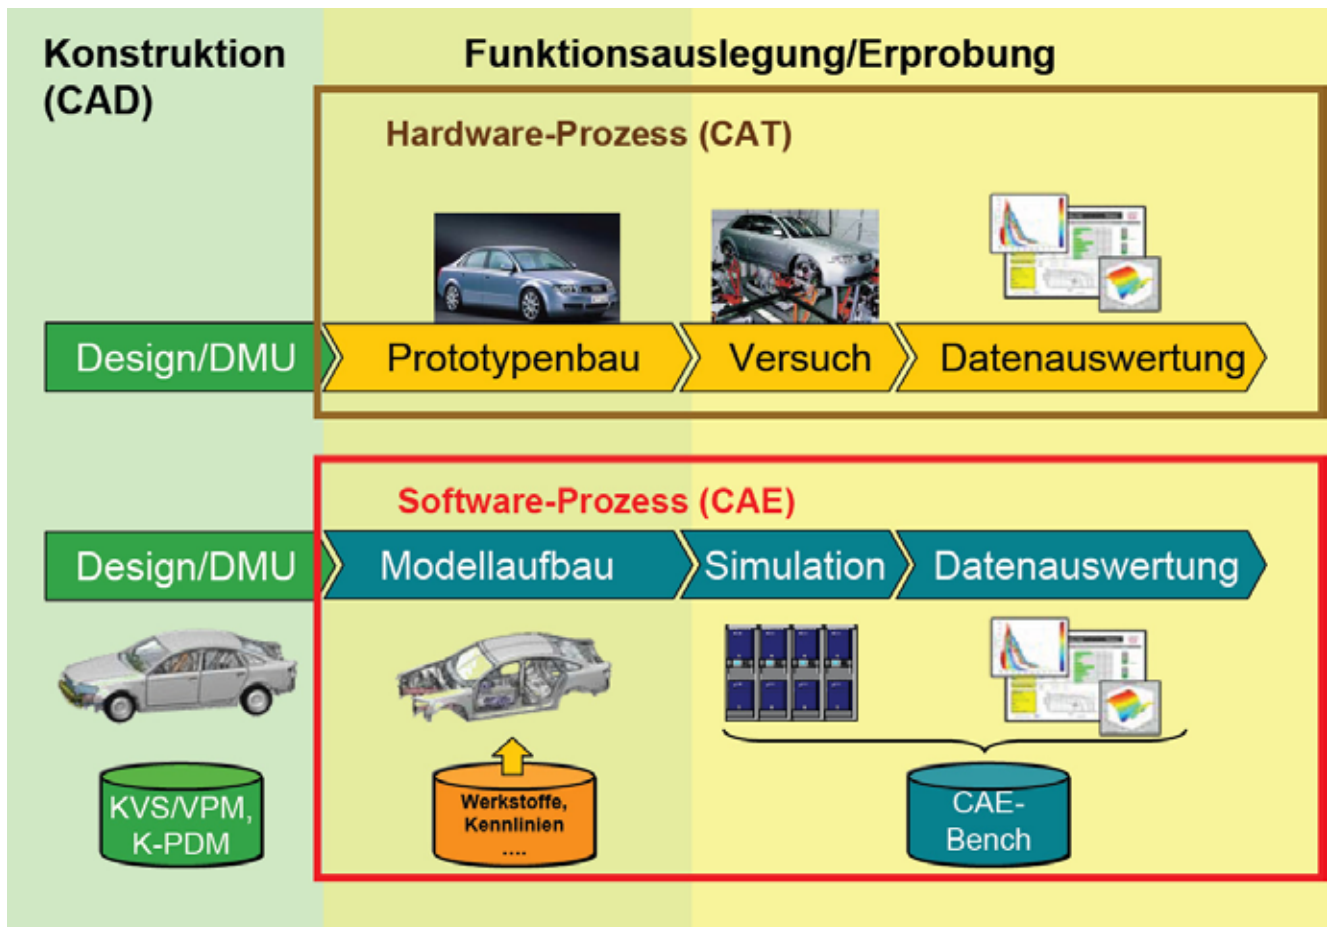 Konstruktion
(CAD)
Funktionsauslegung/Erprobung
Hardware-Prozess (CAT)
Design/DMU
Prototypenbau
Versuch
Datenauswertung
Software-Prozess (CAE)
Design/DMU
Modellaufbau
Simulation
Datenauswertung
KVS/VPM,
K-PDM
Werkstoffe,
Kennlinien
....
CAE-
Bench